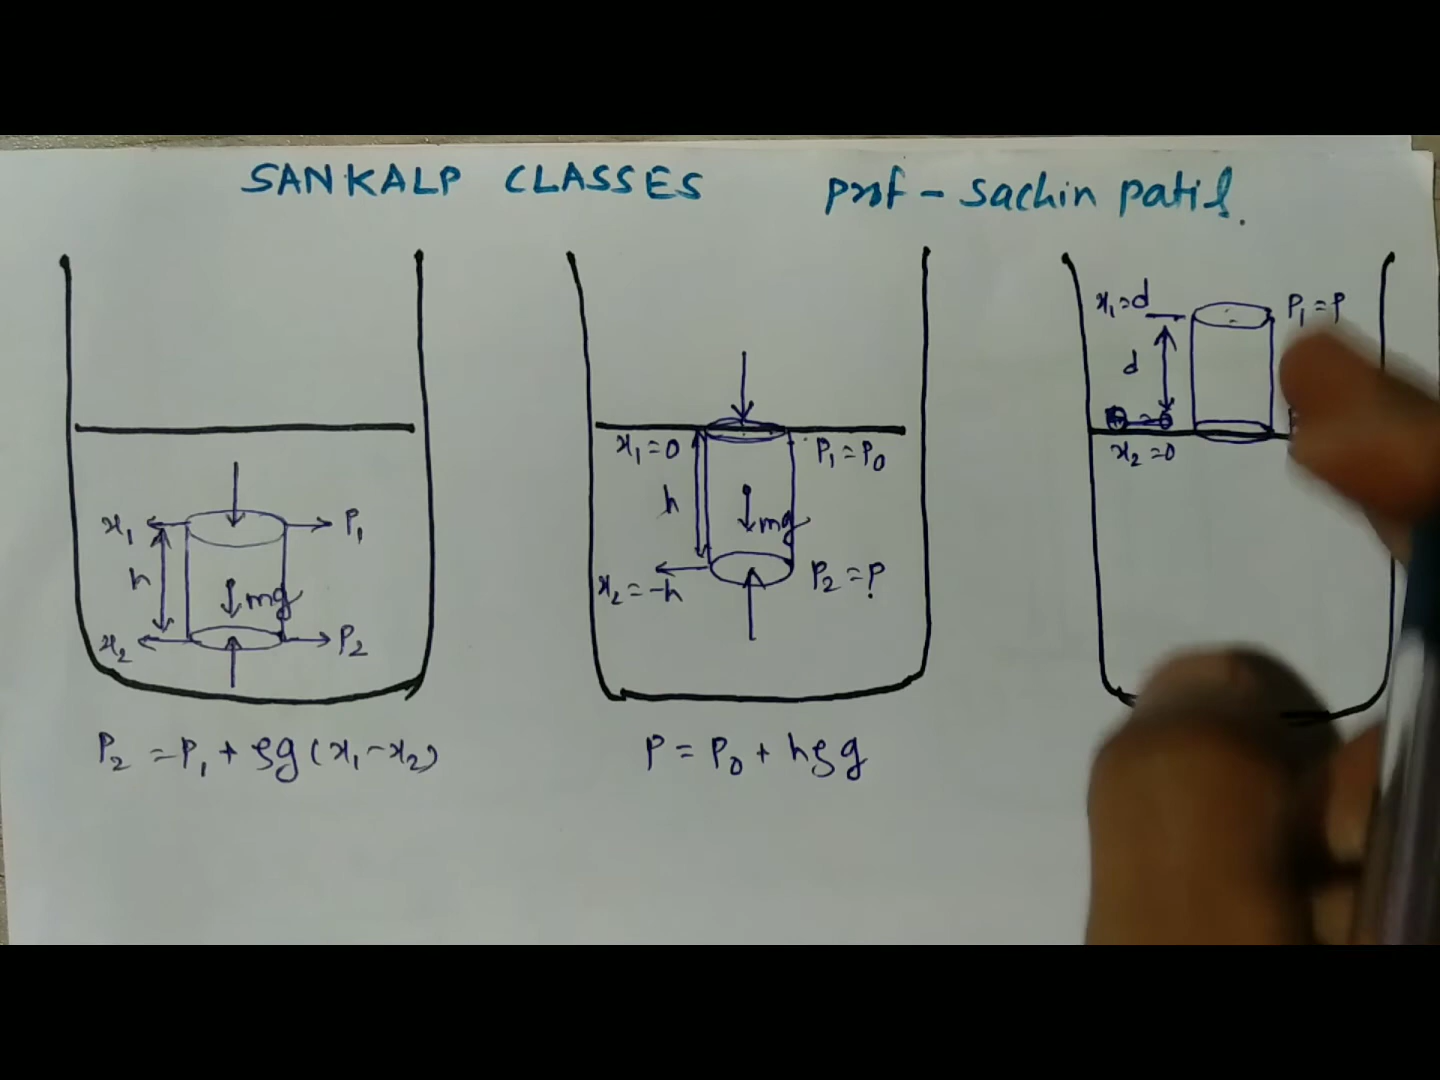 SANKALP CLASSES prof - Sachin patil.
x₁ P₁
h
mg
x₂ P₂
P₂ = P₁ + ρg (x₁ - x₂)
x₁ = 0 P₁ = P₀
h
mg
x₂ = -h P₂ = P
P = P₀ + hρg
x₁ = d P₁ = P
d
x₂ = 0